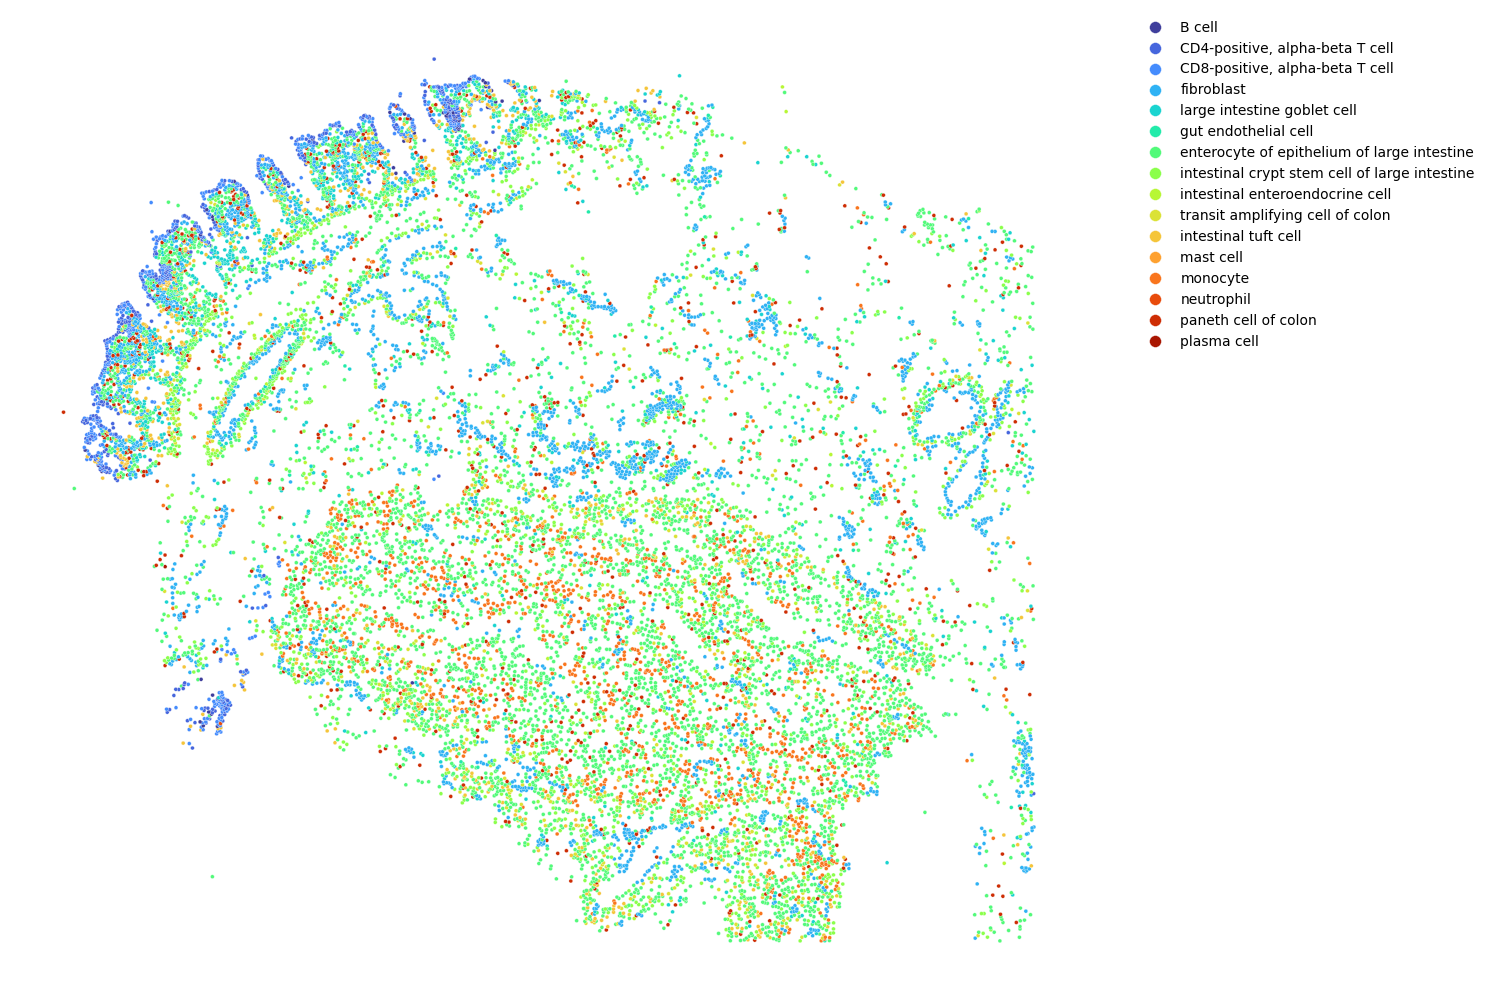 B cell
CD4-positive, alpha-beta T cell
CD8-positive, alpha-beta T cell
fibroblast
large intestine goblet cell
gut endothelial cell
enterocyte of epithelium of large intestine
intestinal crypt stem cell of large intestine
intestinal enteroendocrine cell
transit amplifying cell of colon
intestinal tuft cell
mast cell
monocyte
neutrophil
paneth cell of colon
plasma cell